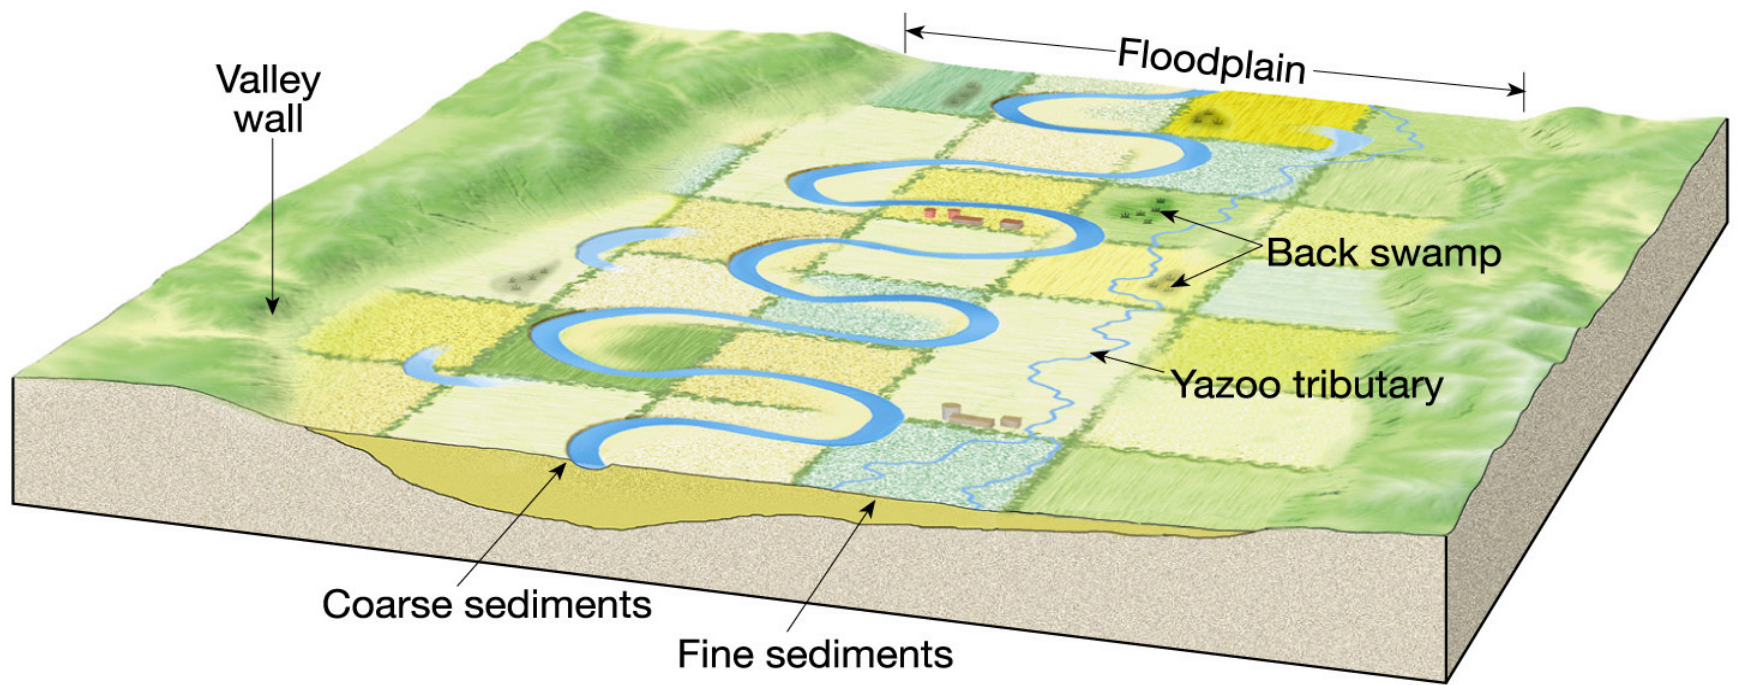 Floodplain
Valley
wall
Back swamp
Yazoo tributary
Coarse sediments
Fine sediments